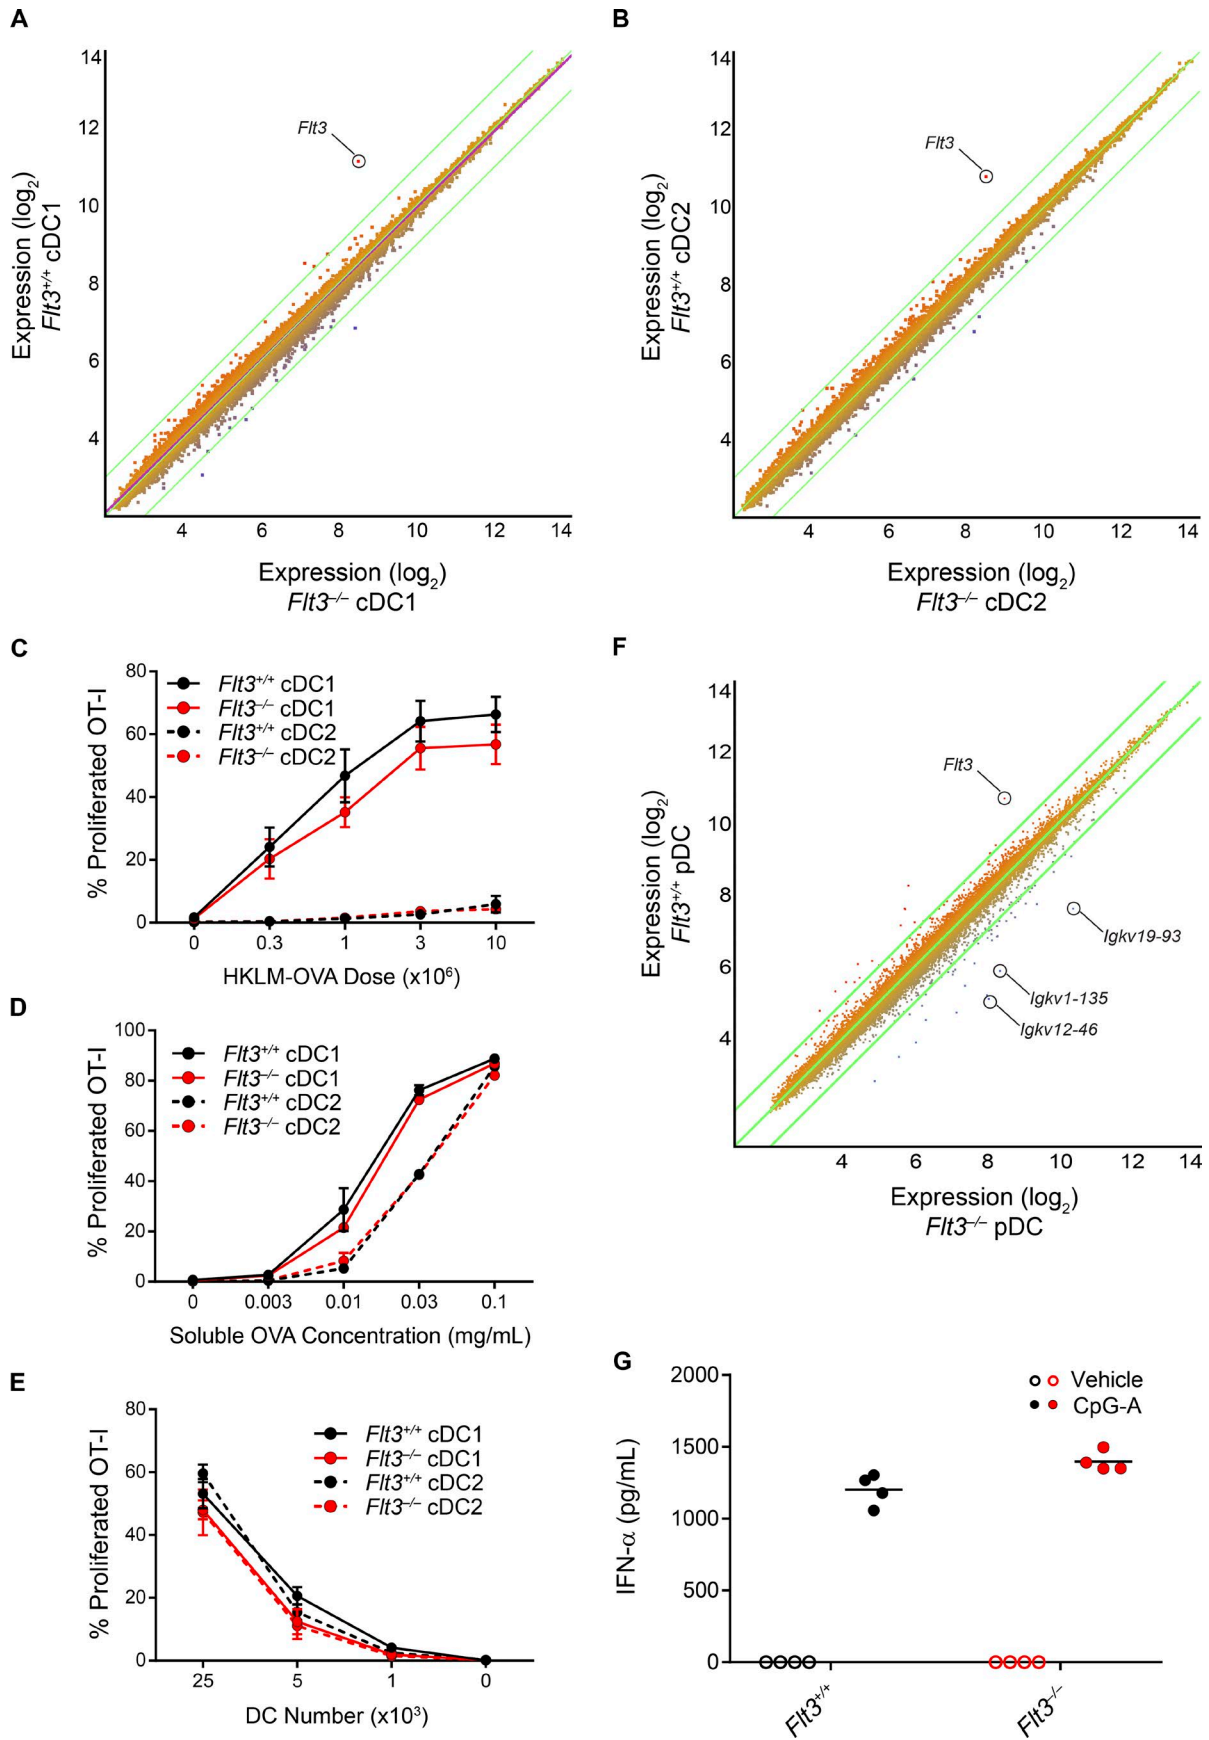 A
14
12
10
8
6
4
Expression (log2)
Flt3+/+ cDC1
Flt3
4 6 8 10 12 14
Expression (log2)
Flt3–/– cDC1
B
14
12
10
8
6
4
Expression (log2)
Flt3+/+ cDC2
Flt3
4 6 8 10 12 14
Expression (log2)
Flt3–/– cDC2
C
80
60
40
20
0
% Proliferated OT-I
Flt3+/+ cDC1
Flt3–/– cDC1
Flt3+/+ cDC2
Flt3–/– cDC2
0 0.3 1 3 10
HKLM-OVA Dose (x10⁶)
D
100
80
60
40
20
0
% Proliferated OT-I
Flt3+/+ cDC1
Flt3–/– cDC1
Flt3+/+ cDC2
Flt3–/– cDC2
0 0.003 0.01 0.03 0.1
Soluble OVA Concentration (mg/mL)
E
80
60
40
20
0
% Proliferated OT-I
Flt3+/+ cDC1
Flt3–/– cDC1
Flt3+/+ cDC2
Flt3–/– cDC2
25 5 1 0
DC Number (x10³)
F
14
12
10
8
6
4
Expression (log2)
Flt3+/+ pDC
Flt3
Igkv19-93
Igkv1-135
Igkv12-46
4 6 8 10 12 14
Expression (log2)
Flt3–/– pDC
G
2000
1500
1000
500
0
IFN-α (pg/mL)
Vehicle
CpG-A
Flt3+/+
Flt3–/–